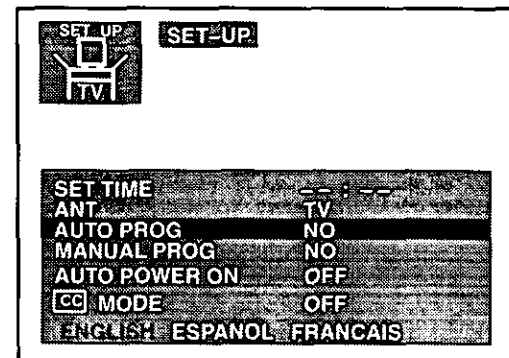 SET UP
SET-UP
TV
SET TIME --:--
ANT. TV
AUTO PROG NO
MANUAL PROG NO
AUTO POWER ON OFF
CC MODE OFF
ENGLISH ESPANOL FRANCAIS